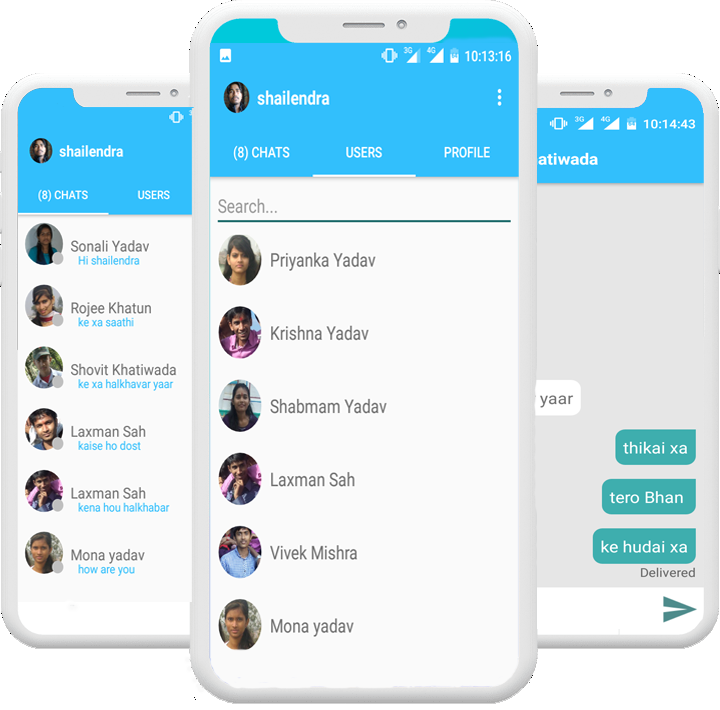 shailendra
(8) CHATS USERS
Sonali Yadav
Hi shailendra
Rojee Khatun
ke xa saathi
Shovit Khatiwada
ke xa halkhavar yaar
Laxman Sah
kaise ho dost
Laxman Sah
kena hou halkhabar
Mona yadav
how are you
3G 4G 10:13:16
shailendra
(8) CHATS USERS PROFILE
Search...
Priyanka Yadav
Krishna Yadav
Shabmam Yadav
Laxman Sah
Vivek Mishra
Mona yadav
3G 4G 10:14:43
atiwada
yaar
thikai xa
tero Bhan
ke hudai xa
Delivered